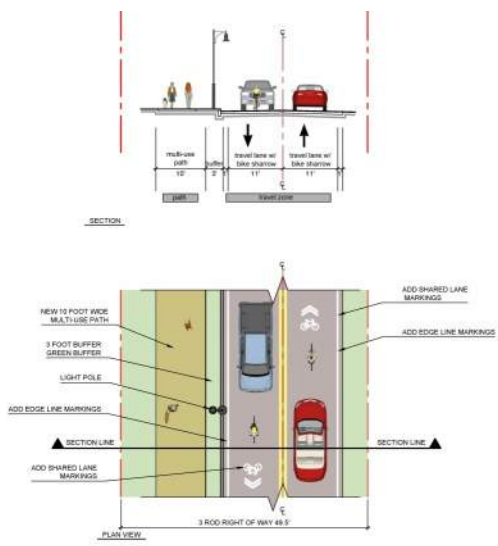 ℄
multi-use
path
buffer
travel lane w/
bike sharrow
travel lane w/
bike sharrow
10'
3'
1'
11'
11'
1'
℄
path
travel zone
SECTION
℄
NEW 10 FOOT WIDE
MULTI-USE PATH
3 FOOT BUFFER
GREEN BUFFER
LIGHT POLE
ADD EDGE LINE MARKINGS
SECTION LINE
ADD SHARED LANE
MARKINGS
ADD SHARED LANE
MARKINGS
ADD EDGE LINE MARKINGS
SECTION LINE
℄
3 ROD RIGHT OF WAY 49.5'
PLAN VIEW